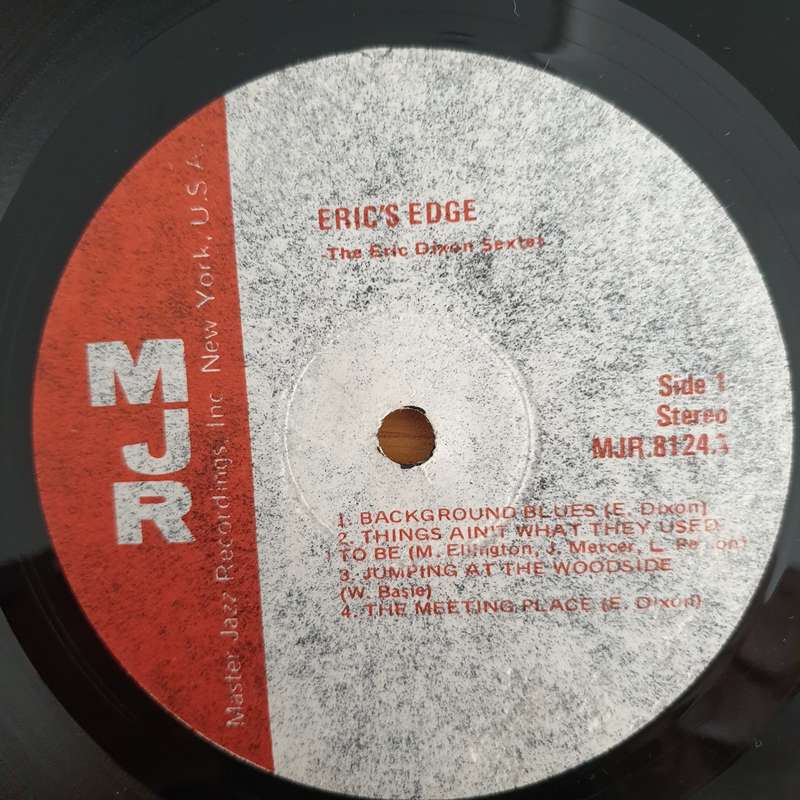 ERIC'S EDGE
-The Eric Dixon Sextet-
Side 1
Stereo
MJR.8124.
1. BACKGROUND BLUES (E. Dixon)
2. THINGS AIN'T WHAT THEY USED
TO BE (M. Ellington, J. Mercer, L.
3. JUMPING AT THE WOODSIDE
(W. Basie)
4. THE MEETING PLACE (E. Dixon)
MJR
Master Jazz Recordings, Inc. New York, U.S.A.